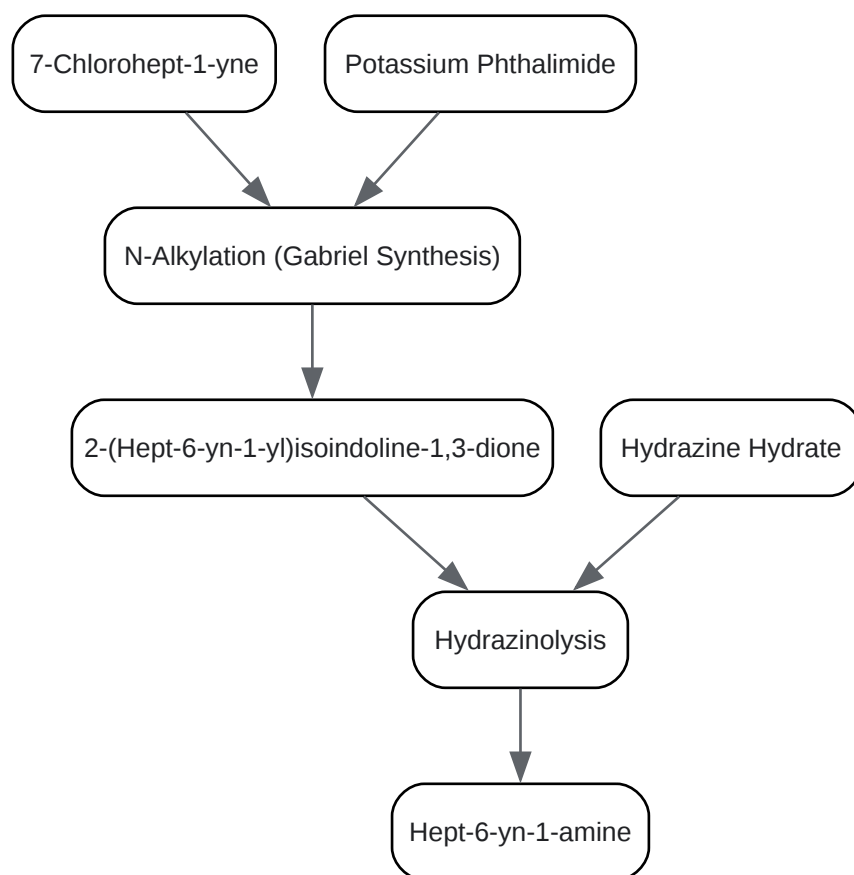 7-Chlorohept-1-yne
Potassium Phthalimide
N-Alkylation (Gabriel Synthesis)
2-(Hept-6-yn-1-yl)isoindoline-1,3-dione
Hydrazine Hydrate
Hydrazinolysis
Hept-6-yn-1-amine